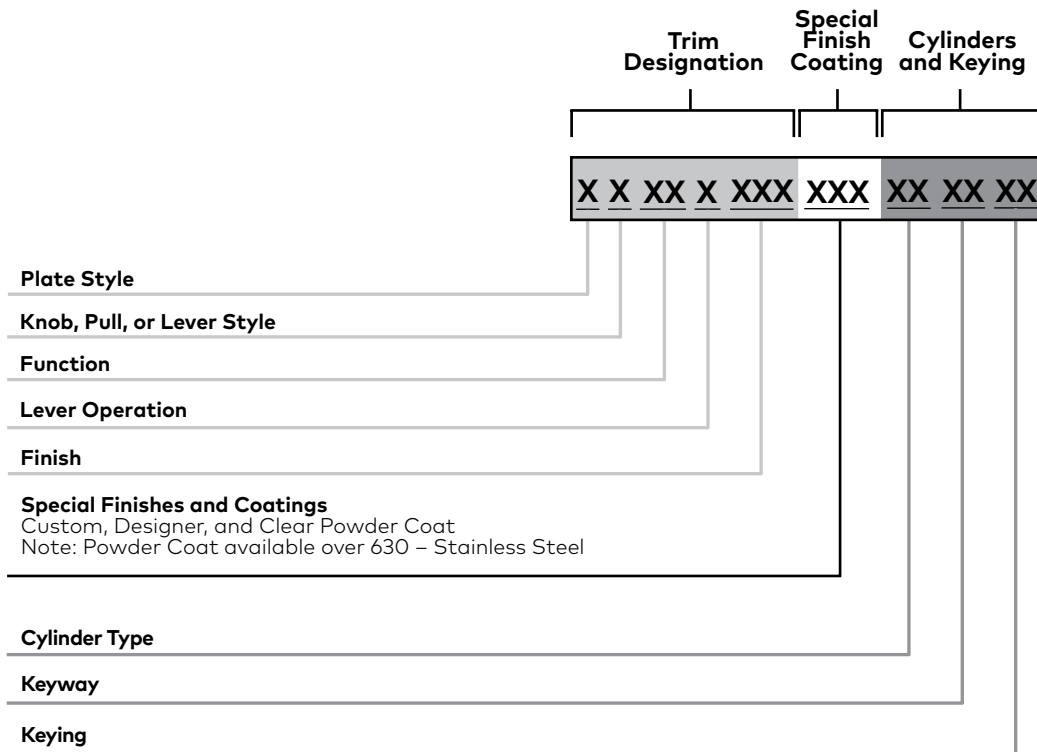 Trim
Designation
Special
Finish
Coating
Cylinders
and Keying
X X XX X XXX XXX XX XX XX
Plate Style
Knob, Pull, or Lever Style
Function
Lever Operation
Finish
Special Finishes and Coatings
Custom, Designer, and Clear Powder Coat
Note: Powder Coat available over 630 – Stainless Steel
Cylinder Type
Keyway
Keying